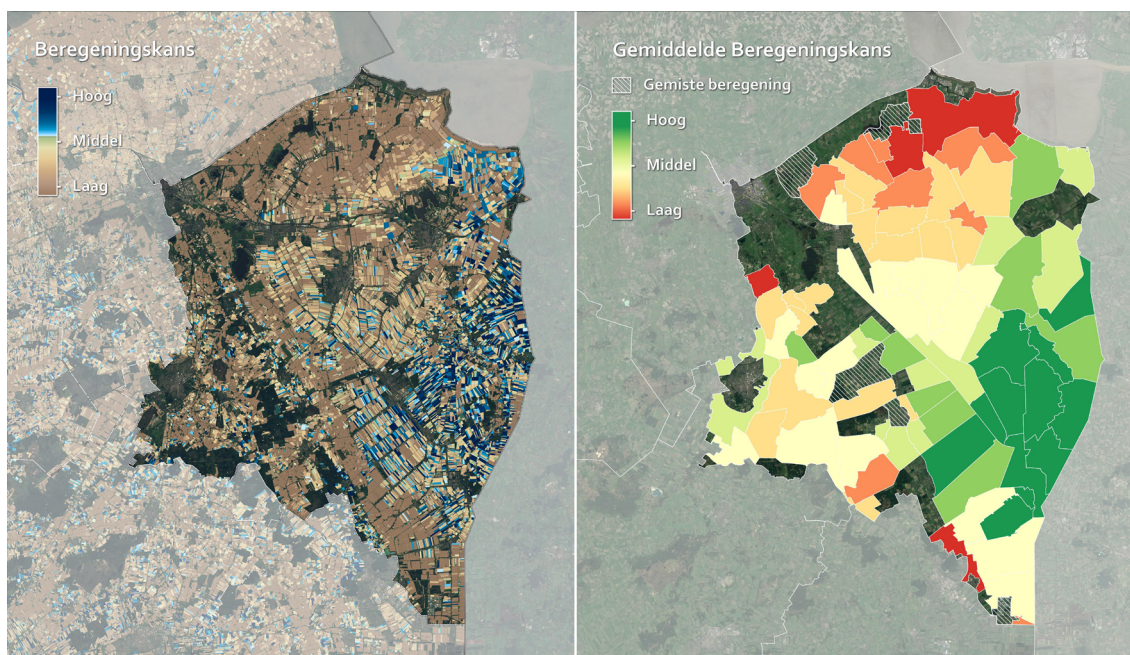 Beregeningskans
Hoog
Middel
Laag
Gemiddelde Beregeningskans
Gemiste beregening
Hoog
Middel
Laag